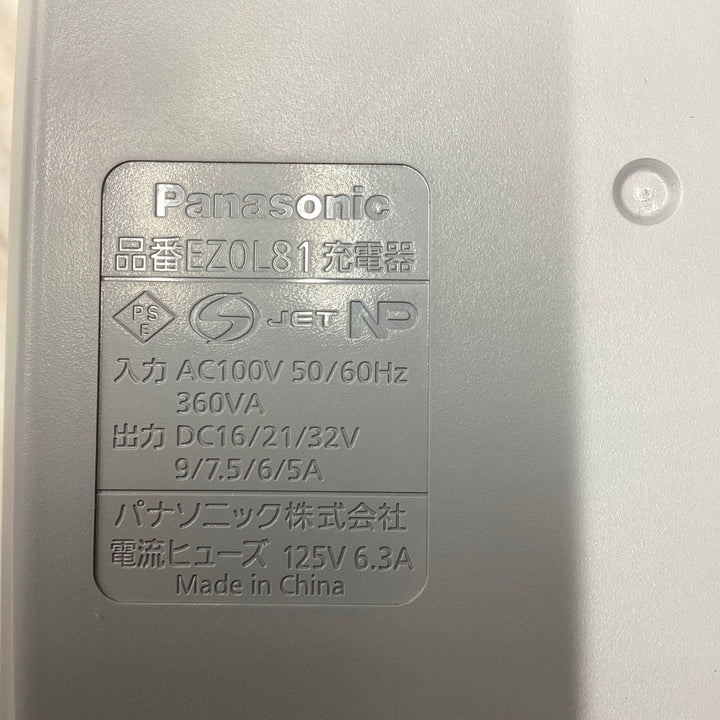 Panasonic
品番EZ0L81充電器
PS
E
JET NP
入力 AC100V 50/60Hz
360VA
出力 DC16/21/32V
9/7.5/6/5A
パナソニック株式会社
電流ヒューズ 125V 6.3A
Made in China